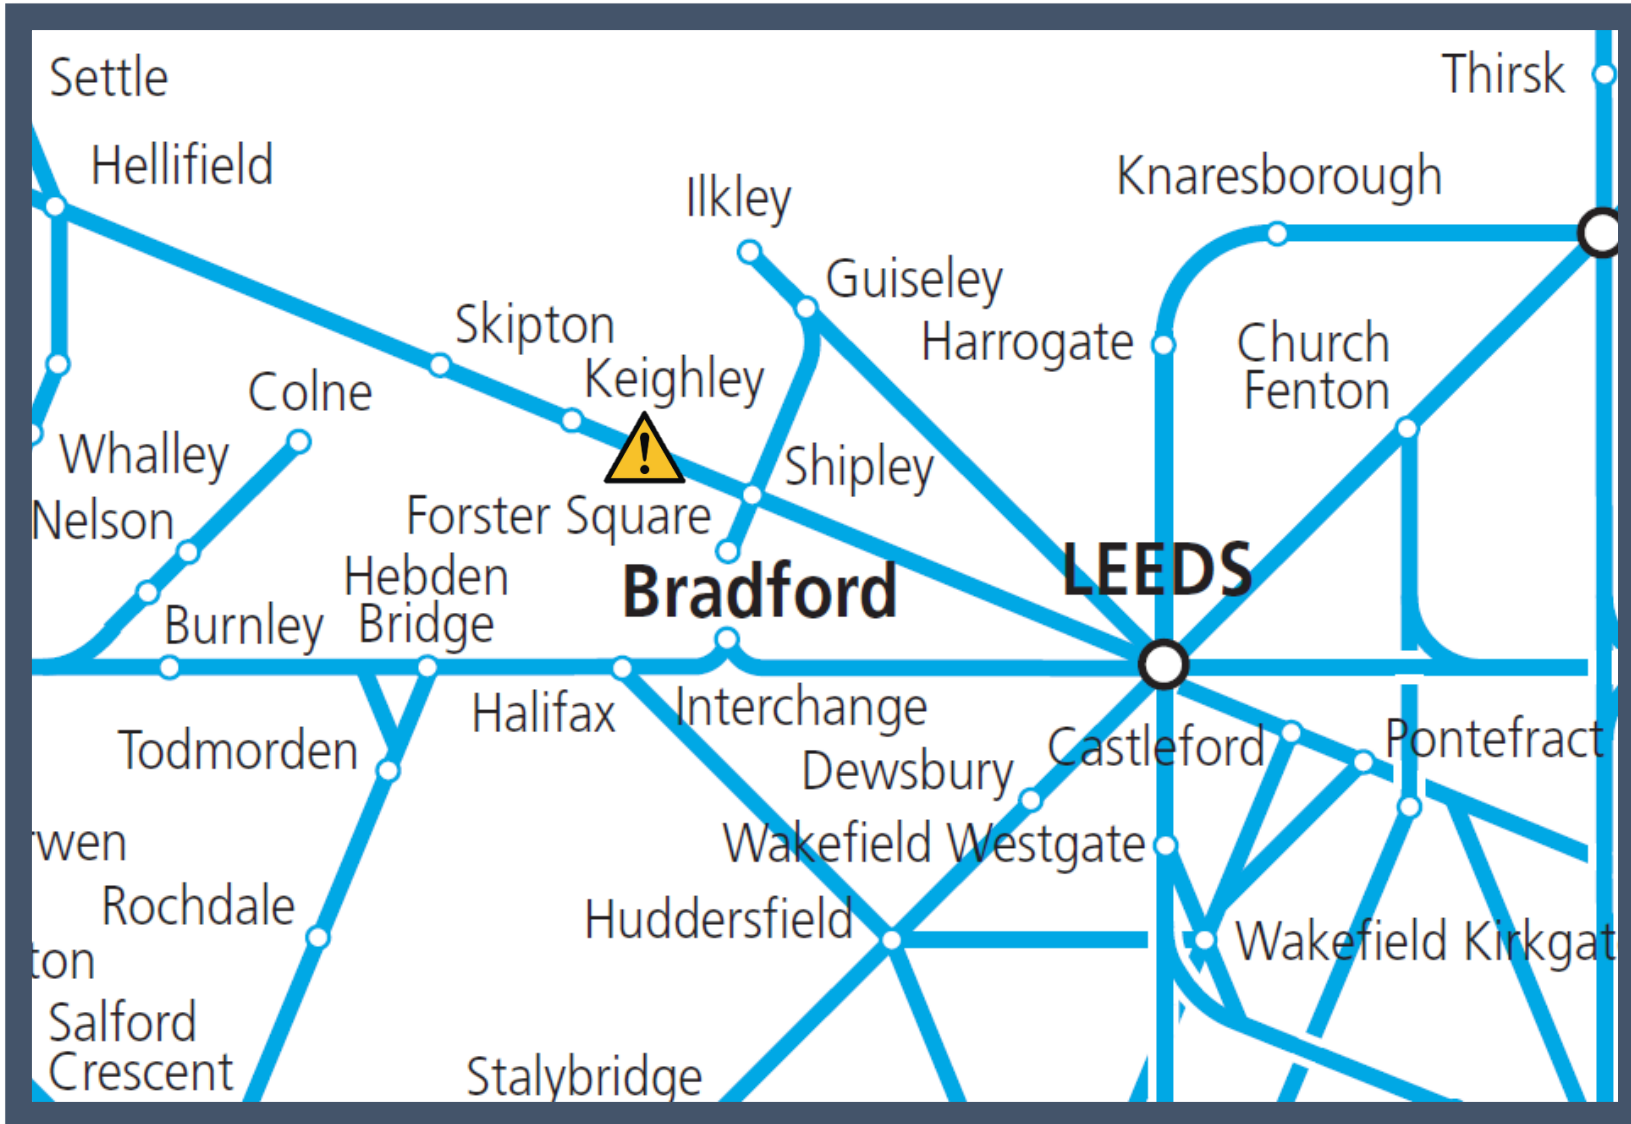 Settle
Thirsk
Hellifield
Knaresborough
Ilkley
Guiseley
Skipton
Harrogate
Church
Fenton
Keighley
Colne
Whalley
Shipley
Nelson
Forster Square
LEEDS
Hebden
Bridge
Bradford
Burnley
Halifax
Interchange
Todmorden
Dewsbury
Castleford
Pontefract
wen
Wakefield Westgate
Rochdale
Huddersfield
Wakefield Kirkgat
ton
Salford
Crescent
Stalybridge
!